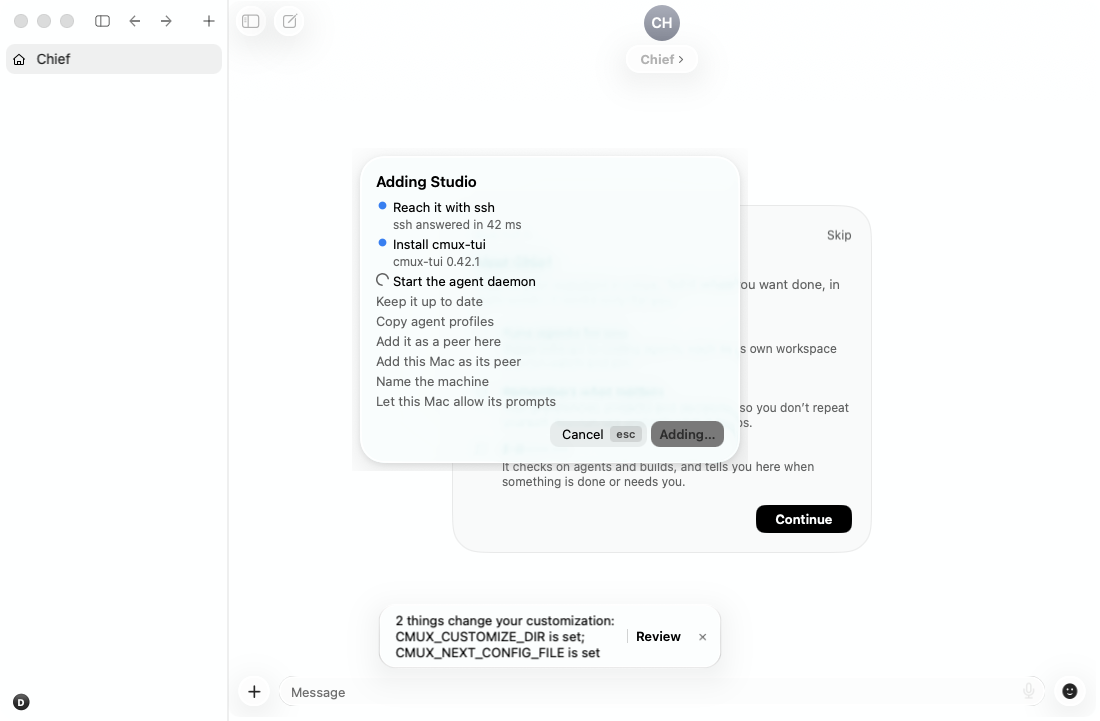 Chief
CH
Chief
Adding Studio
Reach it with ssh
ssh answered in 42 ms
Install cmux-tui
cmux-tui 0.42.1
Start the agent daemon
Keep it up to date
Copy agent profiles
Add it as a peer here
Add this Mac as its peer
Name the machine
Let this Mac allow its prompts
Cancel esc Adding...
Skip
you want done, in
own workspace
so you don't repeat
It checks on agents and builds, and tells you here when
something is done or needs you.
Continue
2 things change your customization:
CMUX_CUSTOMIZE_DIR is set;
CMUX_NEXT_CONFIG_FILE is set
Review
Message
D